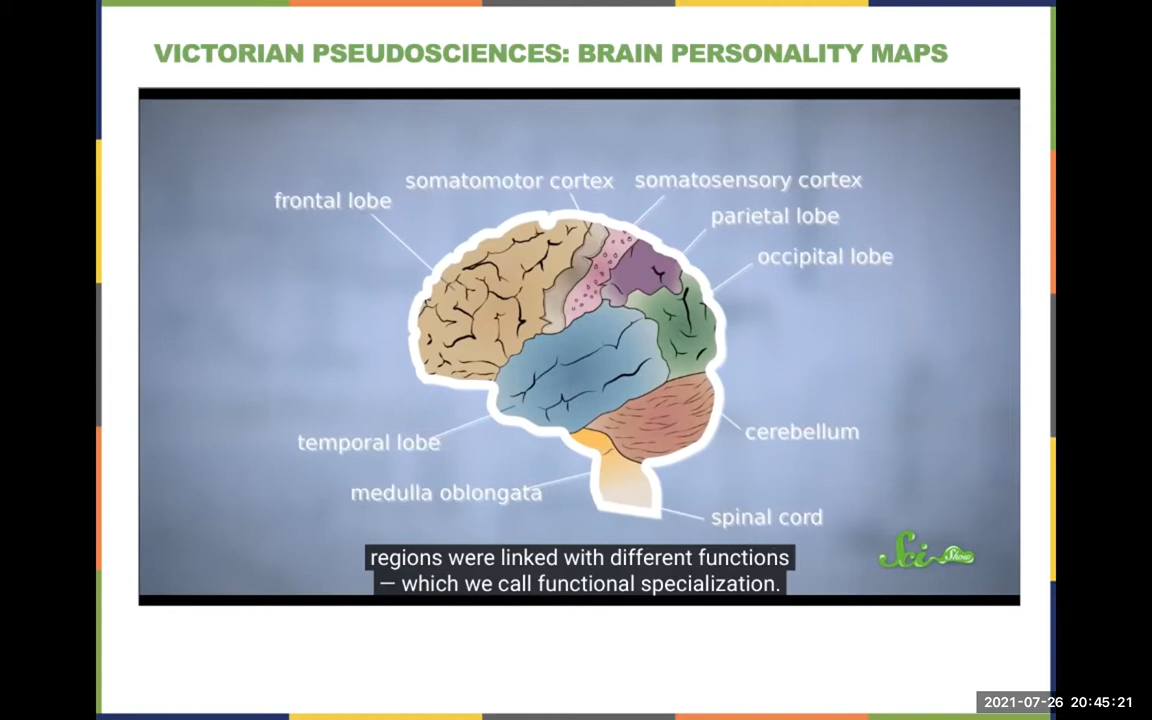 VICTORIAN PSEUDOSCIENCES: BRAIN PERSONALITY MAPS
somatomotor cortex
somatosensory cortex
frontal lobe
parietal lobe
occipital lobe
temporal lobe
cerebellum
medulla oblongata
spinal cord
regions were linked with different functions
— which we call functional specialization.
Sci Show
2021-07-26 20:45:21